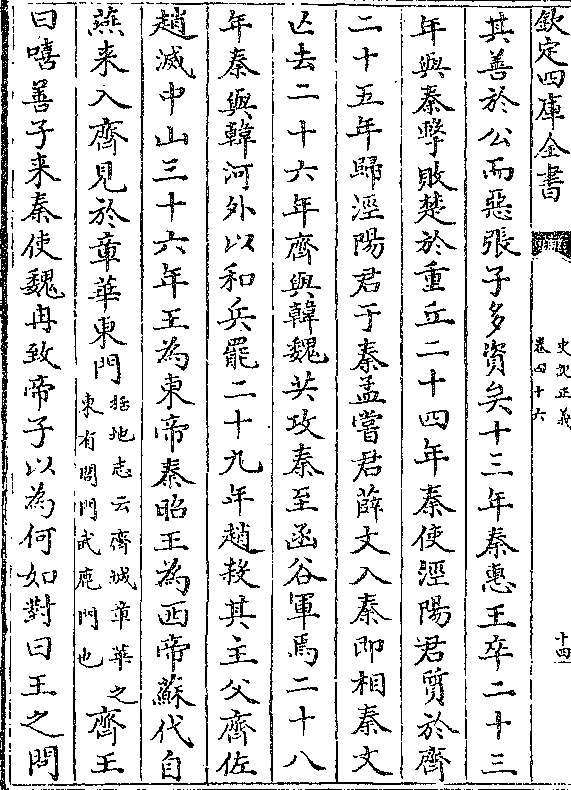 欽定四庫全書
史記正義
卷四十六
十四
其善於公而惡張子多資矣十三年秦惠王卒二十三
年與秦擊敗楚於重丘二十四年秦使涇陽君質於齊
二十五年歸涇陽君于秦孟嘗君薛文入秦即相秦文
亡去二十六年齊與韓魏共攻秦至函谷軍焉二十八
年秦與韓河外以和兵罷二十九年趙殺其主父齊佐
趙滅中山三十六年王為東帝秦昭王為西帝蘇代自
燕来入齊見於章華東門
括地志云齊城章華之
東有閭門武鹿門也
齊王
曰嘻善子来秦使魏冉致帝子以為何如對曰王之問